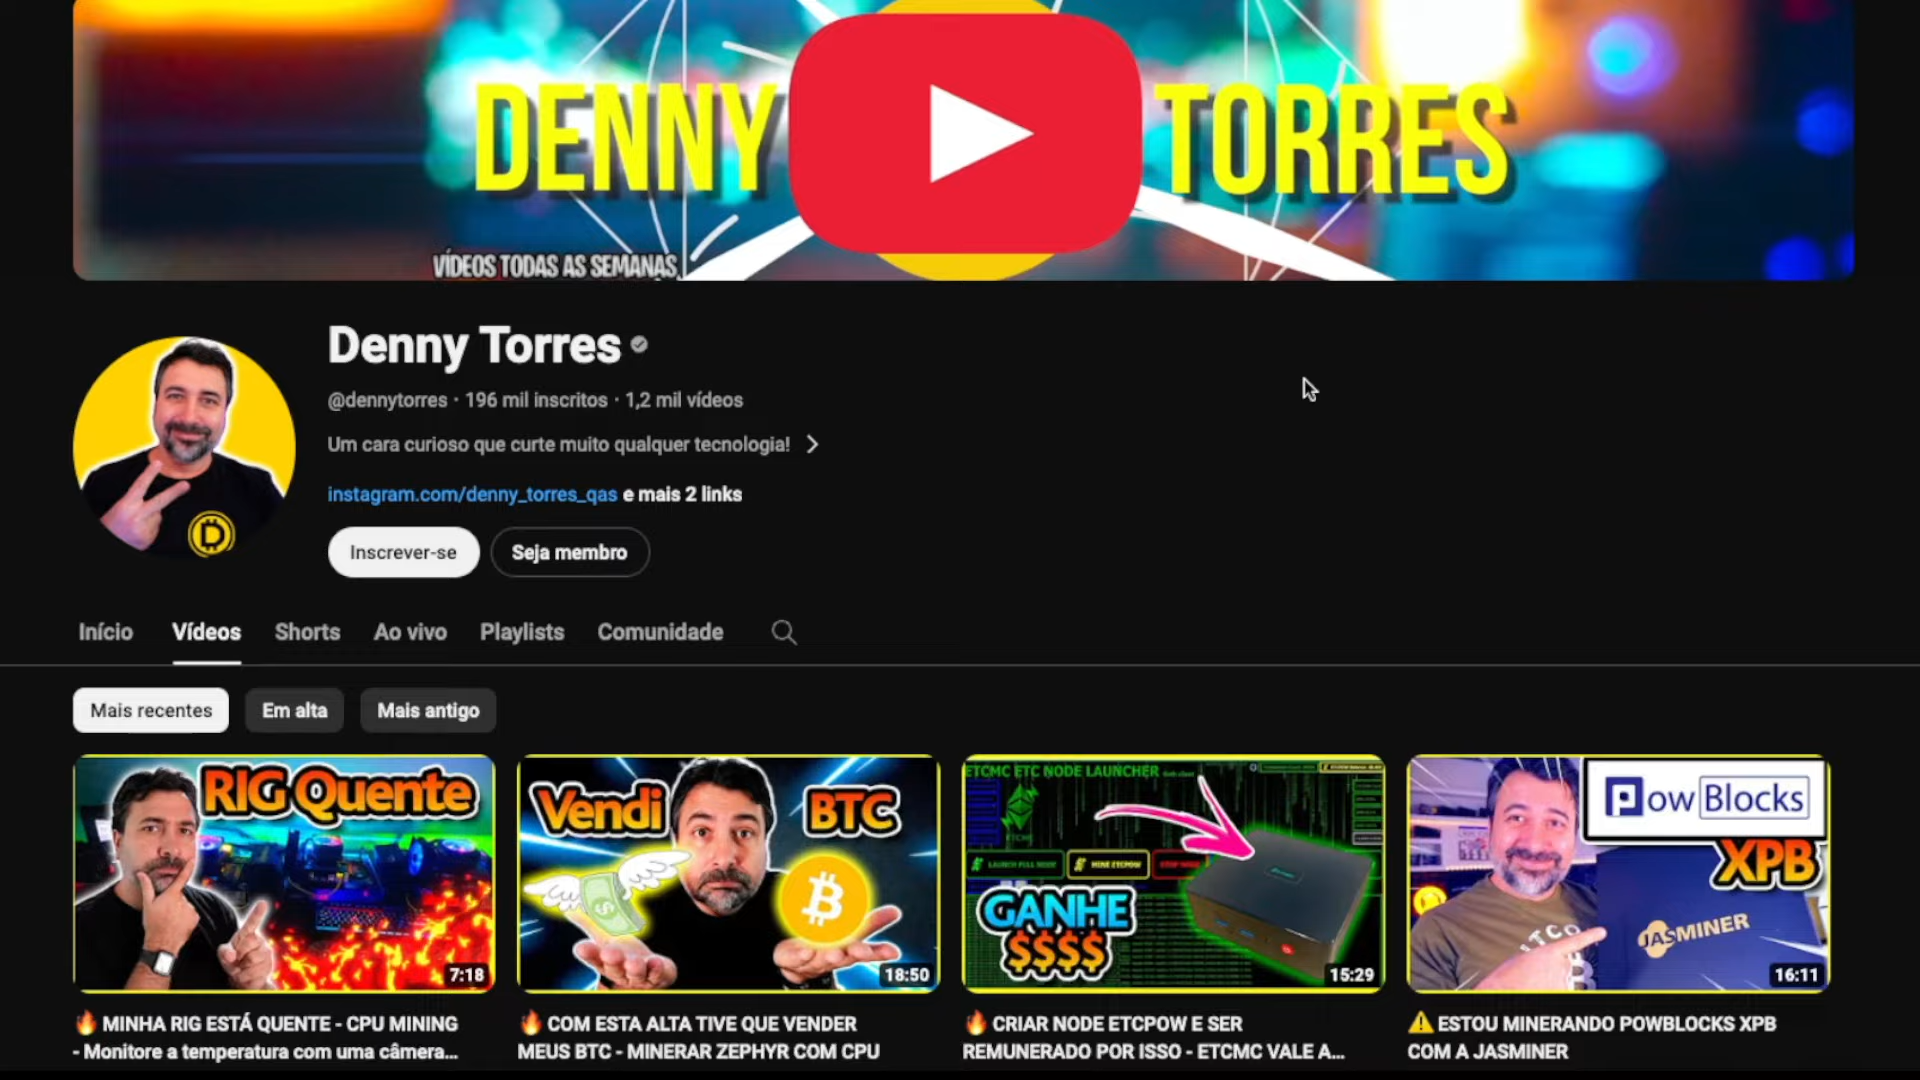 DENNY TORRES
VÍDEOS TODAS AS SEMANAS
Denny Torres
@dennytorres · 196 mil inscritos · 1,2 mil vídeos
Um cara curioso que curte muito qualquer tecnologia!
instagram.com/denny_torres_qas e mais 2 links
Inscrever-se
Seja membro
Início
Vídeos
Shorts
Ao vivo
Playlists
Comunidade
Mais recentes
Em alta
Mais antigo
RIG Quente
7:18
🔥 MINHA RIG ESTÁ QUENTE - CPU MINING
- Monitore a temperatura com uma câmera...
Vendi BTC
18:50
🔥 COM ESTA ALTA TIVE QUE VENDER
MEUS BTC - MINERAR ZEPHYR COM CPU
ETCMC ETC NODE LAUNCHER
LAUNCH FULL NODE
MINE ETCPOW
GANHE
$$$$
15:29
🔥 CRIAR NODE ETCPOW E SER
REMUNERADO POR ISSO - ETCMC VALE A...
PowBlocks
XPB
JASMINER
16:11
⚠️ ESTOU MINERANDO POWBLOCKS XPB
COM A JASMINER